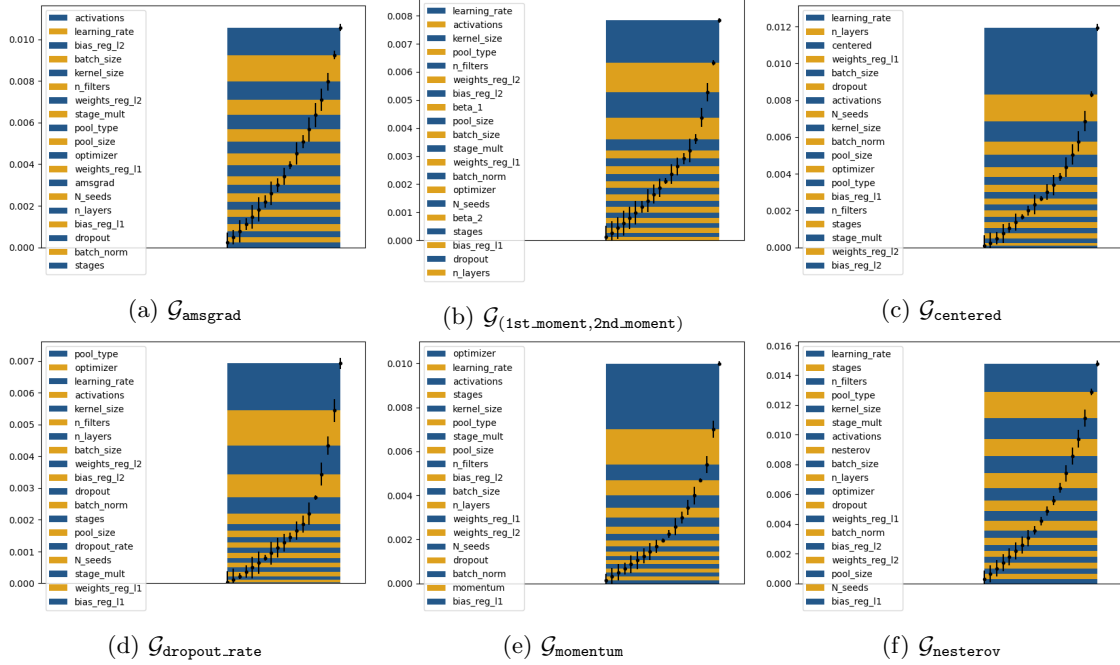 0.010
0.008
0.006
0.004
0.002
0.000
activations
learning_rate
bias_reg_l2
batch_size
kernel_size
n_filters
weights_reg_l2
stage_mult
pool_type
pool_size
optimizer
weights_reg_l1
amsgrad
N_seeds
n_layers
bias_reg_l1
dropout
batch_norm
stages
(a) 𝒢amsgrad
0.008
0.007
0.006
0.005
0.004
0.003
0.002
0.001
0.000
learning_rate
activations
kernel_size
pool_type
n_filters
weights_reg_l2
bias_reg_l2
beta_1
pool_size
batch_size
stage_mult
weights_reg_l1
batch_norm
optimizer
N_seeds
beta_2
stages
bias_reg_l1
dropout
n_layers
(b) 𝒢(1st_moment,2nd_moment)
0.012
0.010
0.008
0.006
0.004
0.002
0.000
learning_rate
n_layers
centered
weights_reg_l1
batch_size
dropout
activations
N_seeds
kernel_size
batch_norm
pool_size
optimizer
pool_type
bias_reg_l1
n_filters
stages
stage_mult
weights_reg_l2
bias_reg_l2
(c) 𝒢centered
0.007
0.006
0.005
0.004
0.003
0.002
0.001
0.000
pool_type
optimizer
learning_rate
activations
kernel_size
n_filters
n_layers
batch_size
weights_reg_l2
bias_reg_l2
dropout
batch_norm
stages
pool_size
dropout_rate
N_seeds
stage_mult
weights_reg_l1
bias_reg_l1
(d) 𝒢dropout_rate
0.010
0.008
0.006
0.004
0.002
0.000
optimizer
learning_rate
activations
stages
kernel_size
pool_type
stage_mult
pool_size
n_filters
bias_reg_l2
batch_size
n_layers
weights_reg_l1
weights_reg_l2
N_seeds
dropout
batch_norm
momentum
bias_reg_l1
(e) 𝒢momentum
0.016
0.014
0.012
0.010
0.008
0.006
0.004
0.002
0.000
learning_rate
stages
n_filters
pool_type
kernel_size
stage_mult
activations
nesterov
batch_size
n_layers
optimizer
dropout
weights_reg_l1
batch_norm
bias_reg_l2
weights_reg_l2
pool_size
N_seeds
bias_reg_l1
(f) 𝒢nesterov